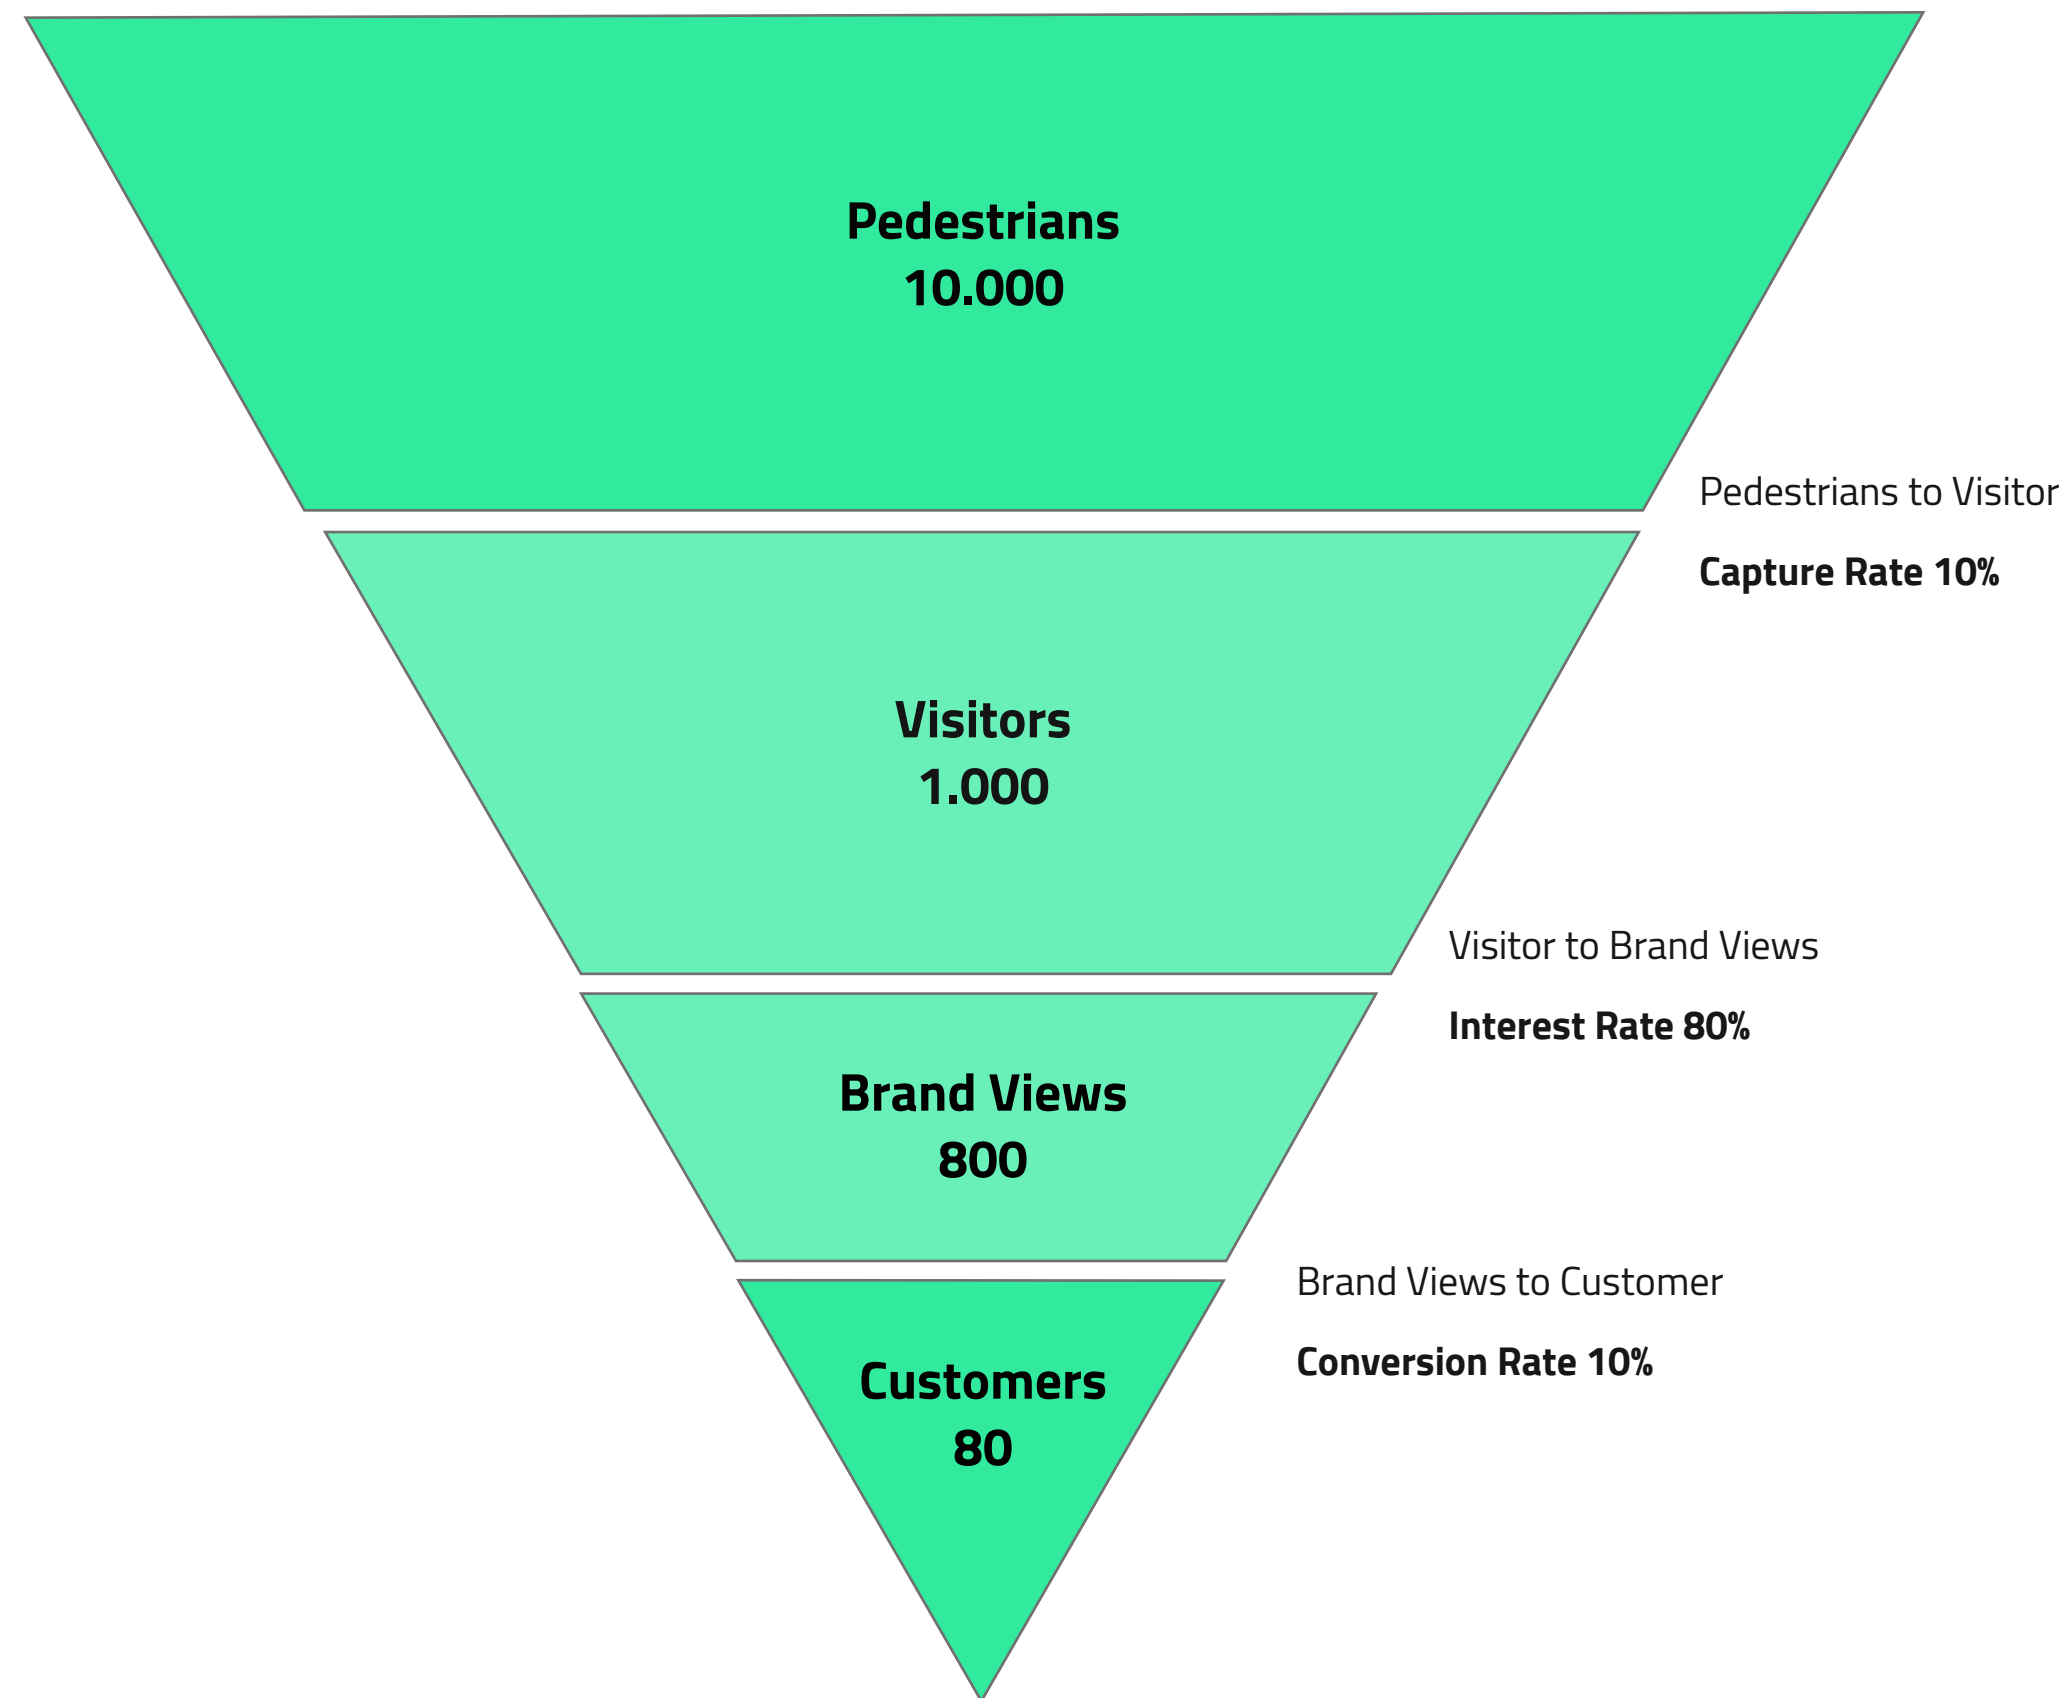 Pedestrians
10.000
Pedestrians to Visitor
Capture Rate 10%
Visitors
1.000
Visitor to Brand Views
Interest Rate 80%
Brand Views
800
Brand Views to Customer
Conversion Rate 10%
Customers
80